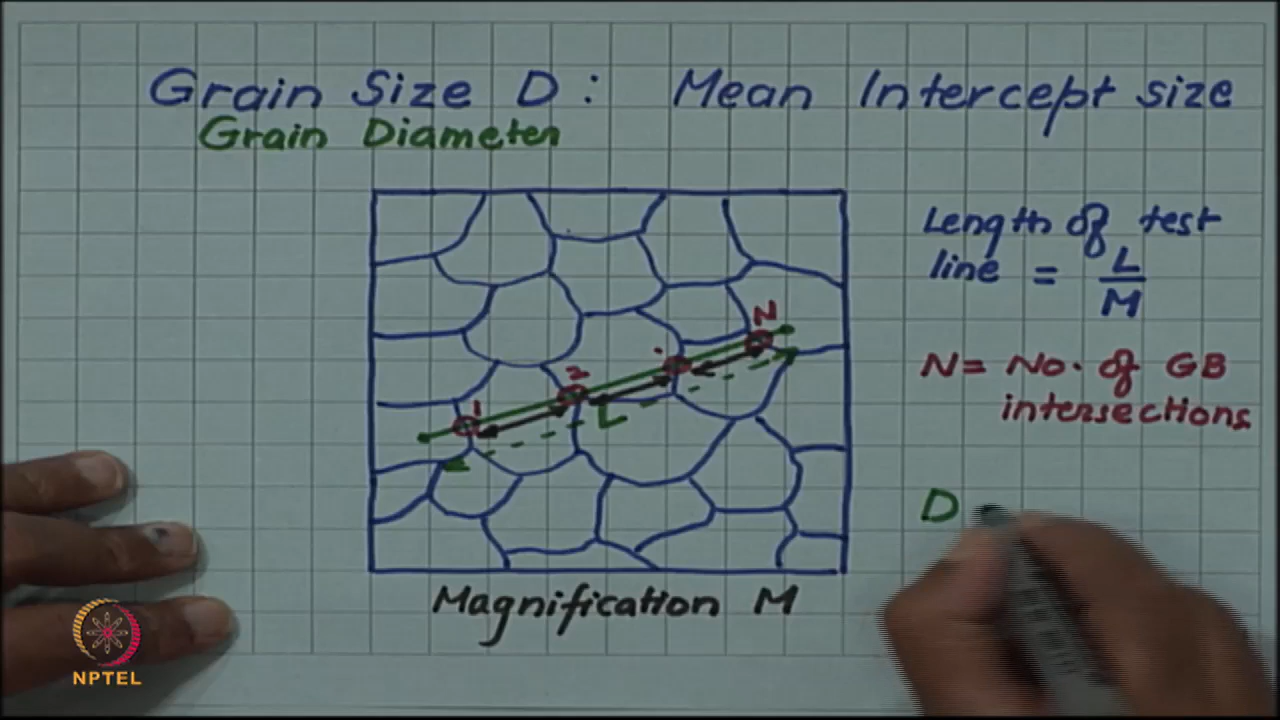 Grain Size D: Mean Intercept size
Grain Diameter
Length of test
line = L/M
N = No. of GB
intersections
D
1
2
N
L
Magnification M
NPTEL